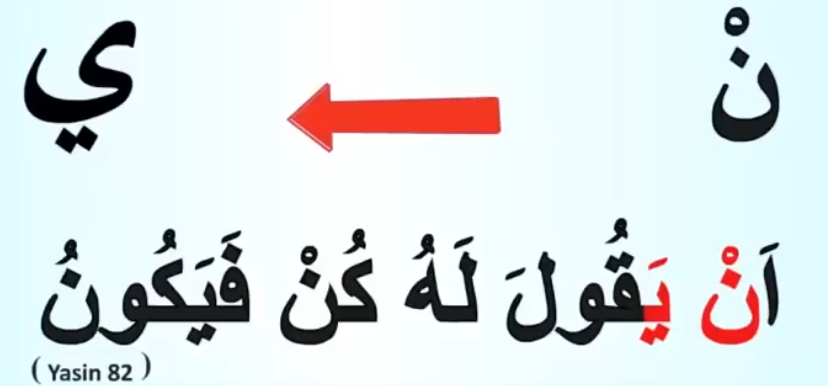 نْ ي
اَنْ يَقُولَ لَهُ كُنْ فَيَكُونُ
( Yasin 82 )